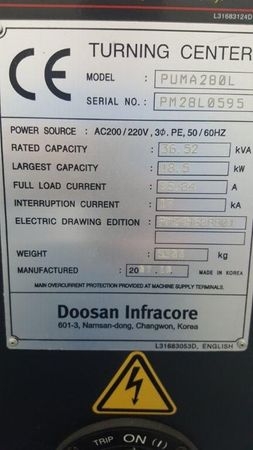 L31683124D
CE TURNING CENTER
MODEL : PUMA280L
SERIAL NO. : PM28L0595
POWER SOURCE : AC200 / 220V, 3Φ. PE, 50 / 60HZ
RATED CAPACITY : 36.52 kVA
LARGEST CAPACITY : 18.5 kW
FULL LOAD CURRENT : A
INTERRUPTION CURRENT : kA
ELECTRIC DRAWING EDITION :
WEIGHT : kg
MANUFACTURED : MADE IN KOREA
MAIN OVERCURRENT PROTECTION PROVIDED AT MACHINE SUPPLY TERMINALS.
Doosan Infracore
601-3, Namsan-dong, Changwon, Korea
L31683053D, ENGLISH
TRIP ON (I)